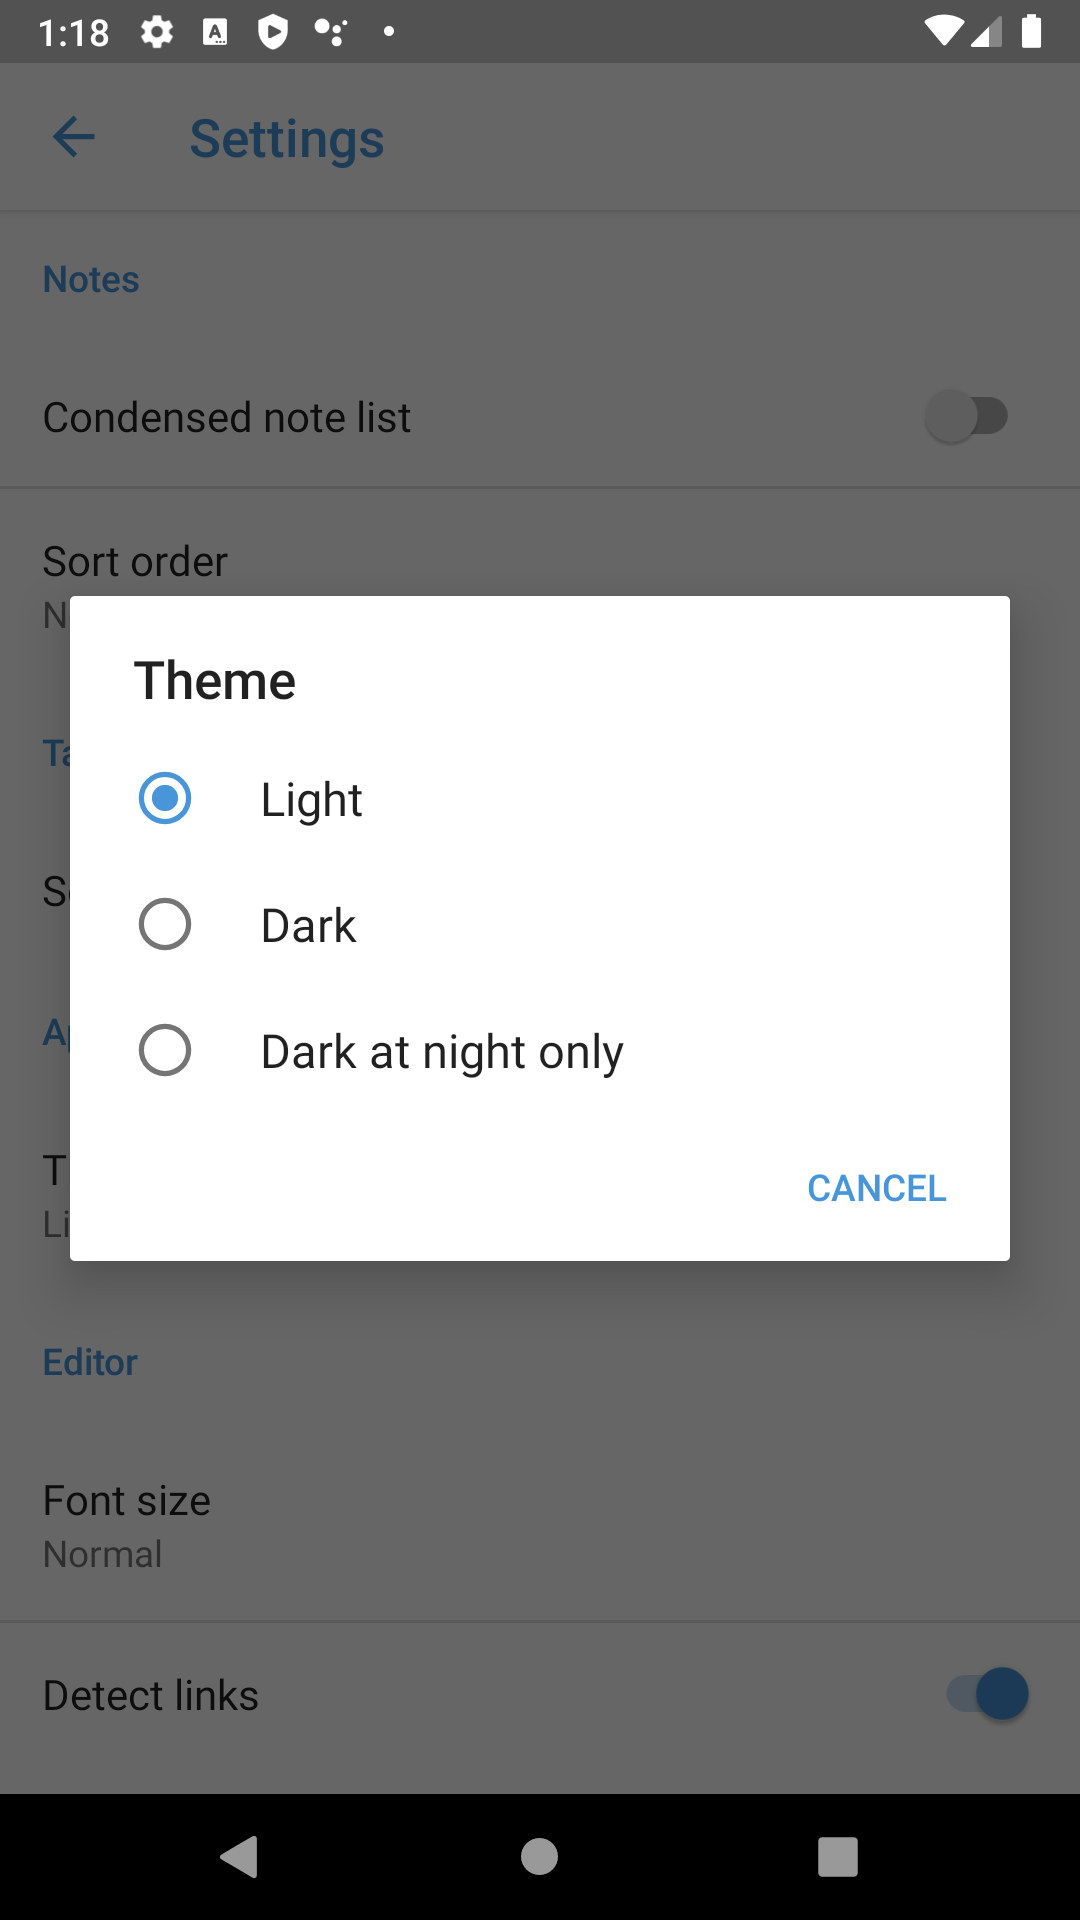 1:18
Settings
Notes
Condensed note list
Sort order
N
Theme
Ta
Light
S
Dark
Ap
Dark at night only
T
CANCEL
Li
Editor
Font size
Normal
Detect links